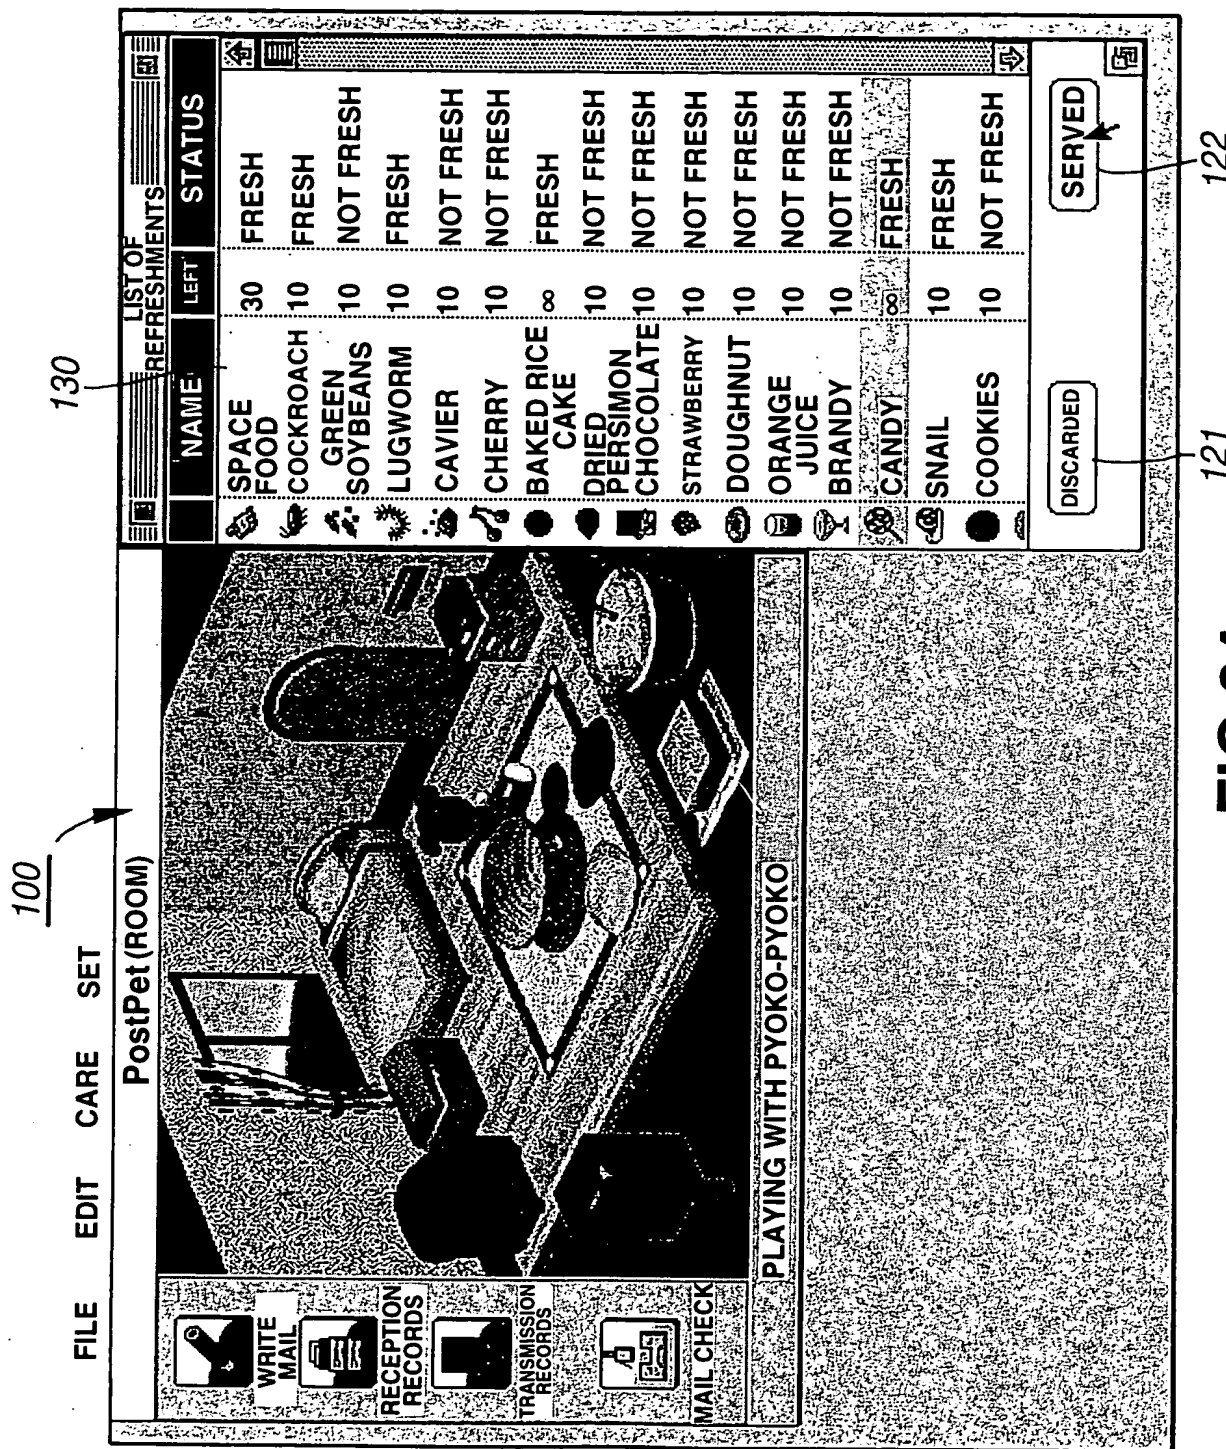 100
FILE EDIT CARE SET
PostPet (ROOM)
WRITE
MAIL
RECEPTION
RECORDS
TRANSMISSION
RECORDS
MAIL CHECK
PLAYING WITH PYOKO-PYOKO
130
LIST OF
REFRESHMENTS
NAME LEFT STATUS
SPACE
FOOD 30 FRESH
COCKROACH 10 FRESH
GREEN
SOYBEANS 10 NOT FRESH
LUGWORM 10 FRESH
CAVIER 10 NOT FRESH
CHERRY 10 NOT FRESH
BAKED RICE
CAKE ∞ FRESH
DRIED
PERSIMON 10 NOT FRESH
CHOCOLATE 10 NOT FRESH
STRAWBERRY 10 NOT FRESH
DOUGHNUT 10 NOT FRESH
ORANGE
JUICE 10 NOT FRESH
BRANDY 10 NOT FRESH
CANDY ∞ FRESH
SNAIL 10 FRESH
COOKIES 10 NOT FRESH
DISCARDED SERVED
121 122